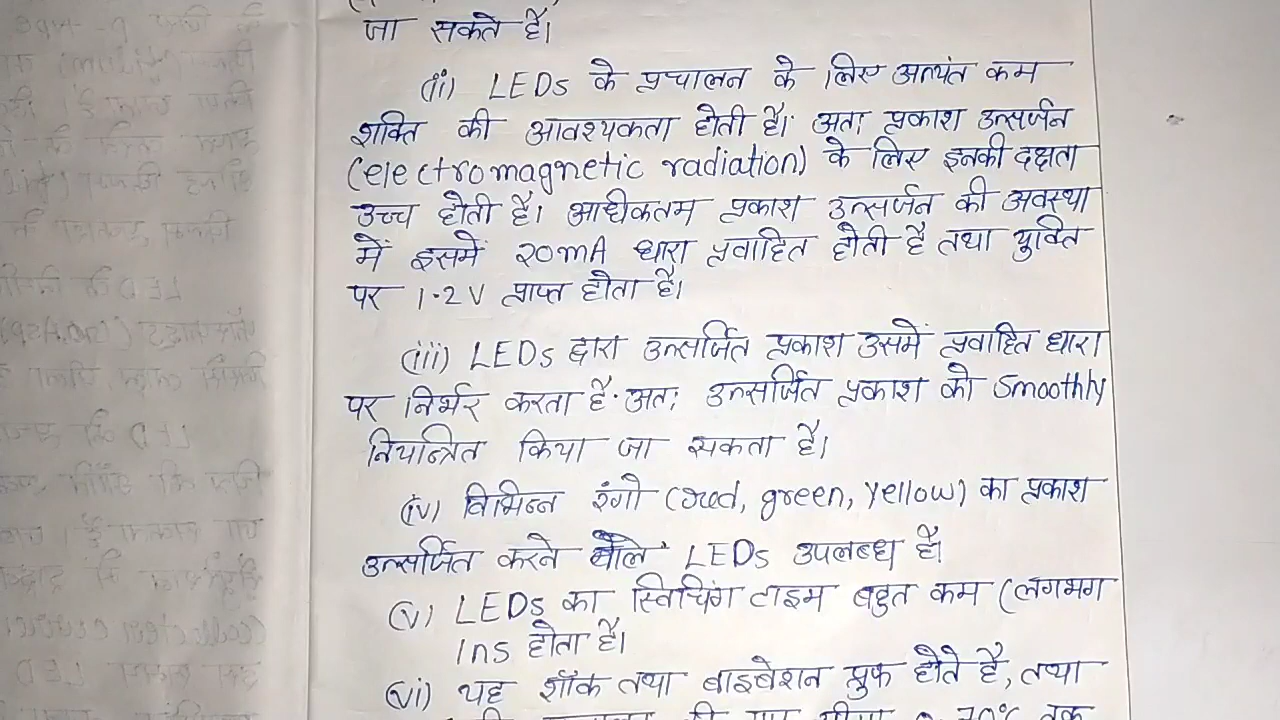 जा सकते है।
(ii) LEDs के प्रचालन के लिए अत्यंत कम
शक्ति की आवश्यकता होती है। अतः प्रकाश उत्सर्जन
(electromagnetic radiation) के लिए इनकी दक्षता
उच्च होती है। आधीकतम प्रकाश उत्सर्जन की अवस्था
में इसमें 20mA धारा प्रवाहित होती है तथा युक्ति
पर 1.2V प्राप्त होता है।
(iii) LEDs द्वारा उत्सर्जित प्रकाश उसमें प्रवाहित धारा
पर निर्भर करता है. अतः उत्सर्जित प्रकाश को Smoothly
नियन्त्रित किया जा सकता है।
(iv) विभिन्न रंगो (red, green, Yellow) का प्रकाश
उत्सर्जित करने वाले LEDs उपलब्ध है।
(v) LEDs का स्विचिंग टाइम बहुत कम (लगभग
1ns होता है।
(vi) यह शॉक तथा वाइब्रेशन प्रुफ होते है, तथा
70°C तक